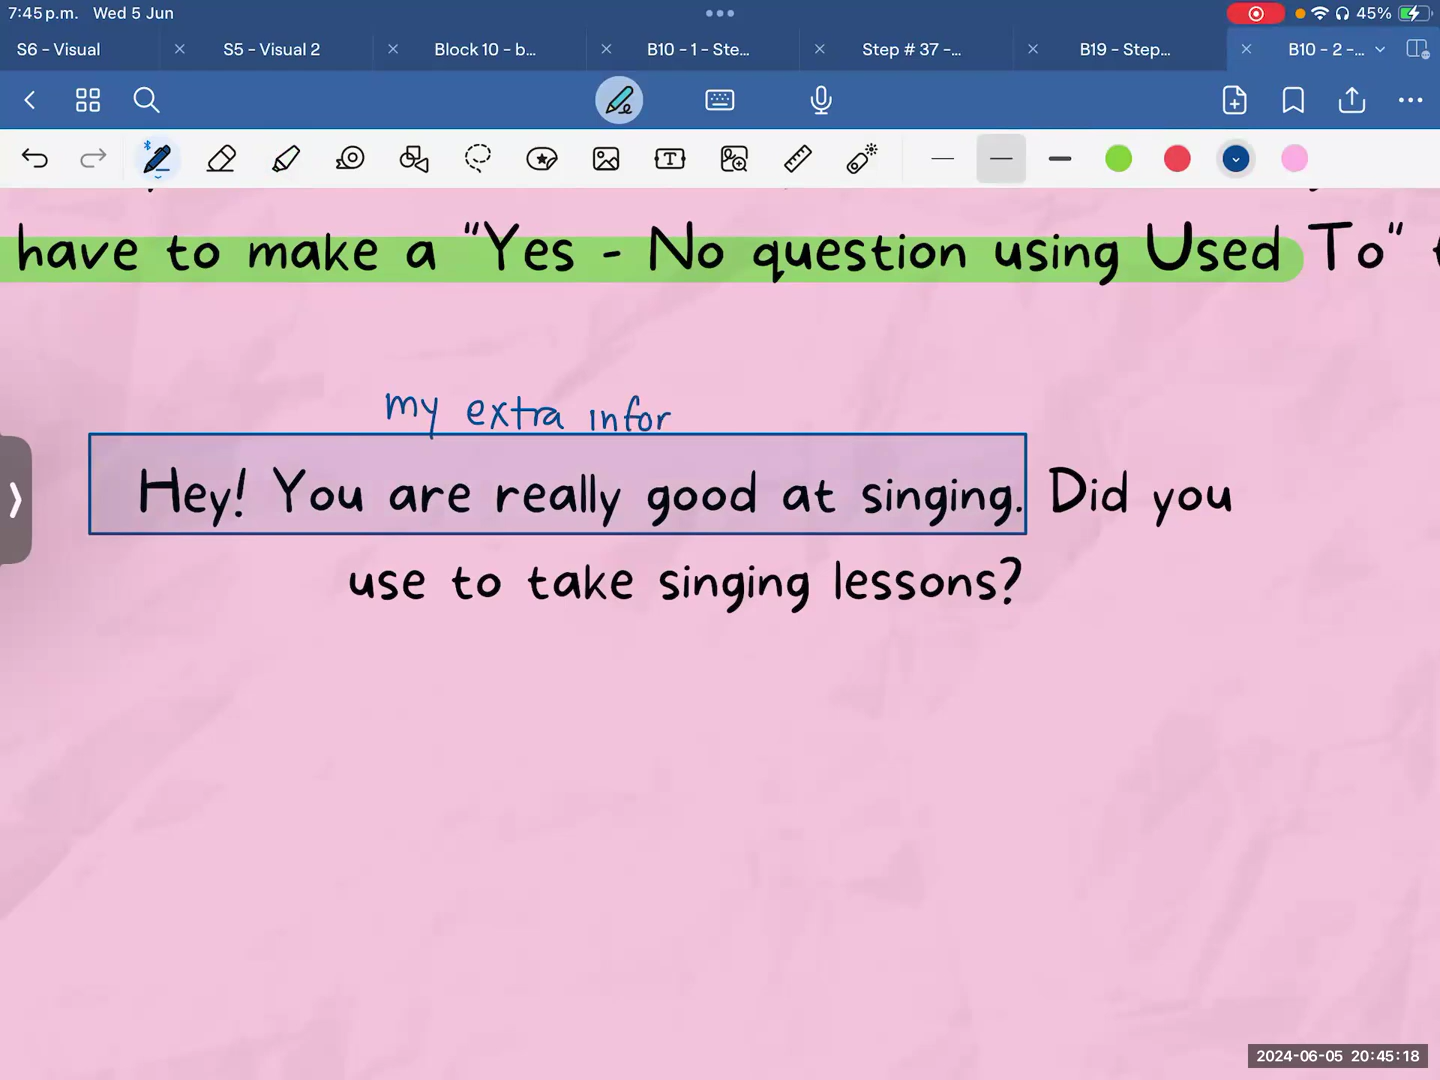 7:45 p.m. Wed 5 Jun 45%
S6 - Visual S5 - Visual 2 Block 10 - b... B10 - 1 - Ste... Step # 37 -... B19 - Step... B10 - 2 -...
have to make a "Yes - No question using Used To"
my extra infor
Hey! You are really good at singing. Did you
use to take singing lessons?
2024-06-05 20:45:18